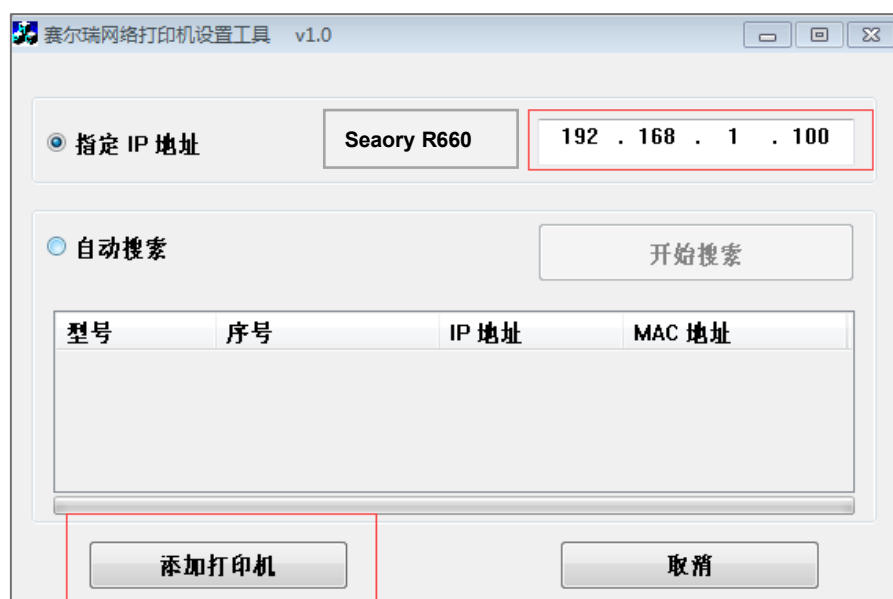 赛尔瑞网络打印机设置工具 v1.0
指定 IP 地址
Seaory R660
192 . 168 . 1 . 100
自动搜索
开始搜索
型号 序号 IP 地址 MAC 地址
添加打印机
取消